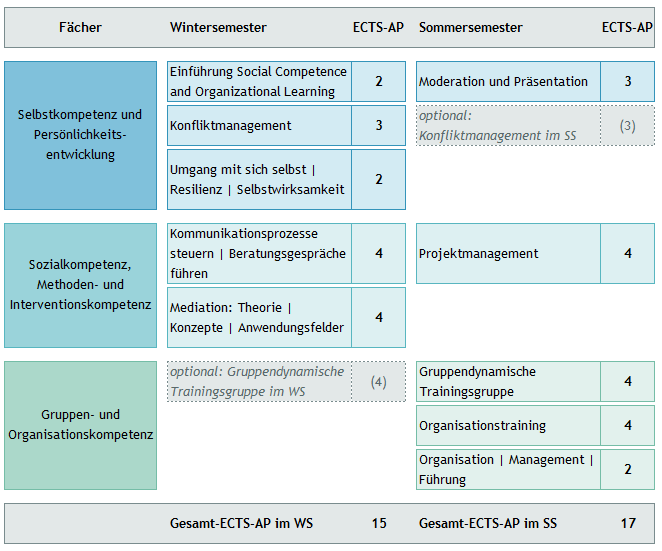 Fächer
Wintersemester
ECTS-AP
Sommersemester
ECTS-AP
Selbstkompetenz und
Persönlichkeits-
entwicklung
Einführung Social Competence
and Organizational Learning
2
Moderation und Präsentation
3
Konfliktmanagement
3
optional:
Konfliktmanagement im SS
(3)
Umgang mit sich selbst |
Resilienz | Selbstwirksamkeit
2
Sozialkompetenz,
Methoden- und
Interventionskompetenz
Kommunikationsprozesse
steuern | Beratungsgespräche
führen
4
Projektmanagement
4
Mediation: Theorie |
Konzepte | Anwendungsfelder
4
Gruppen- und
Organisationskompetenz
optional: Gruppendynamische
Trainingsgruppe im WS
(4)
Gruppendynamische
Trainingsgruppe
4
Organisationstraining
4
Organisation | Management |
Führung
2
Gesamt-ECTS-AP im WS
15
Gesamt-ECTS-AP im SS
17